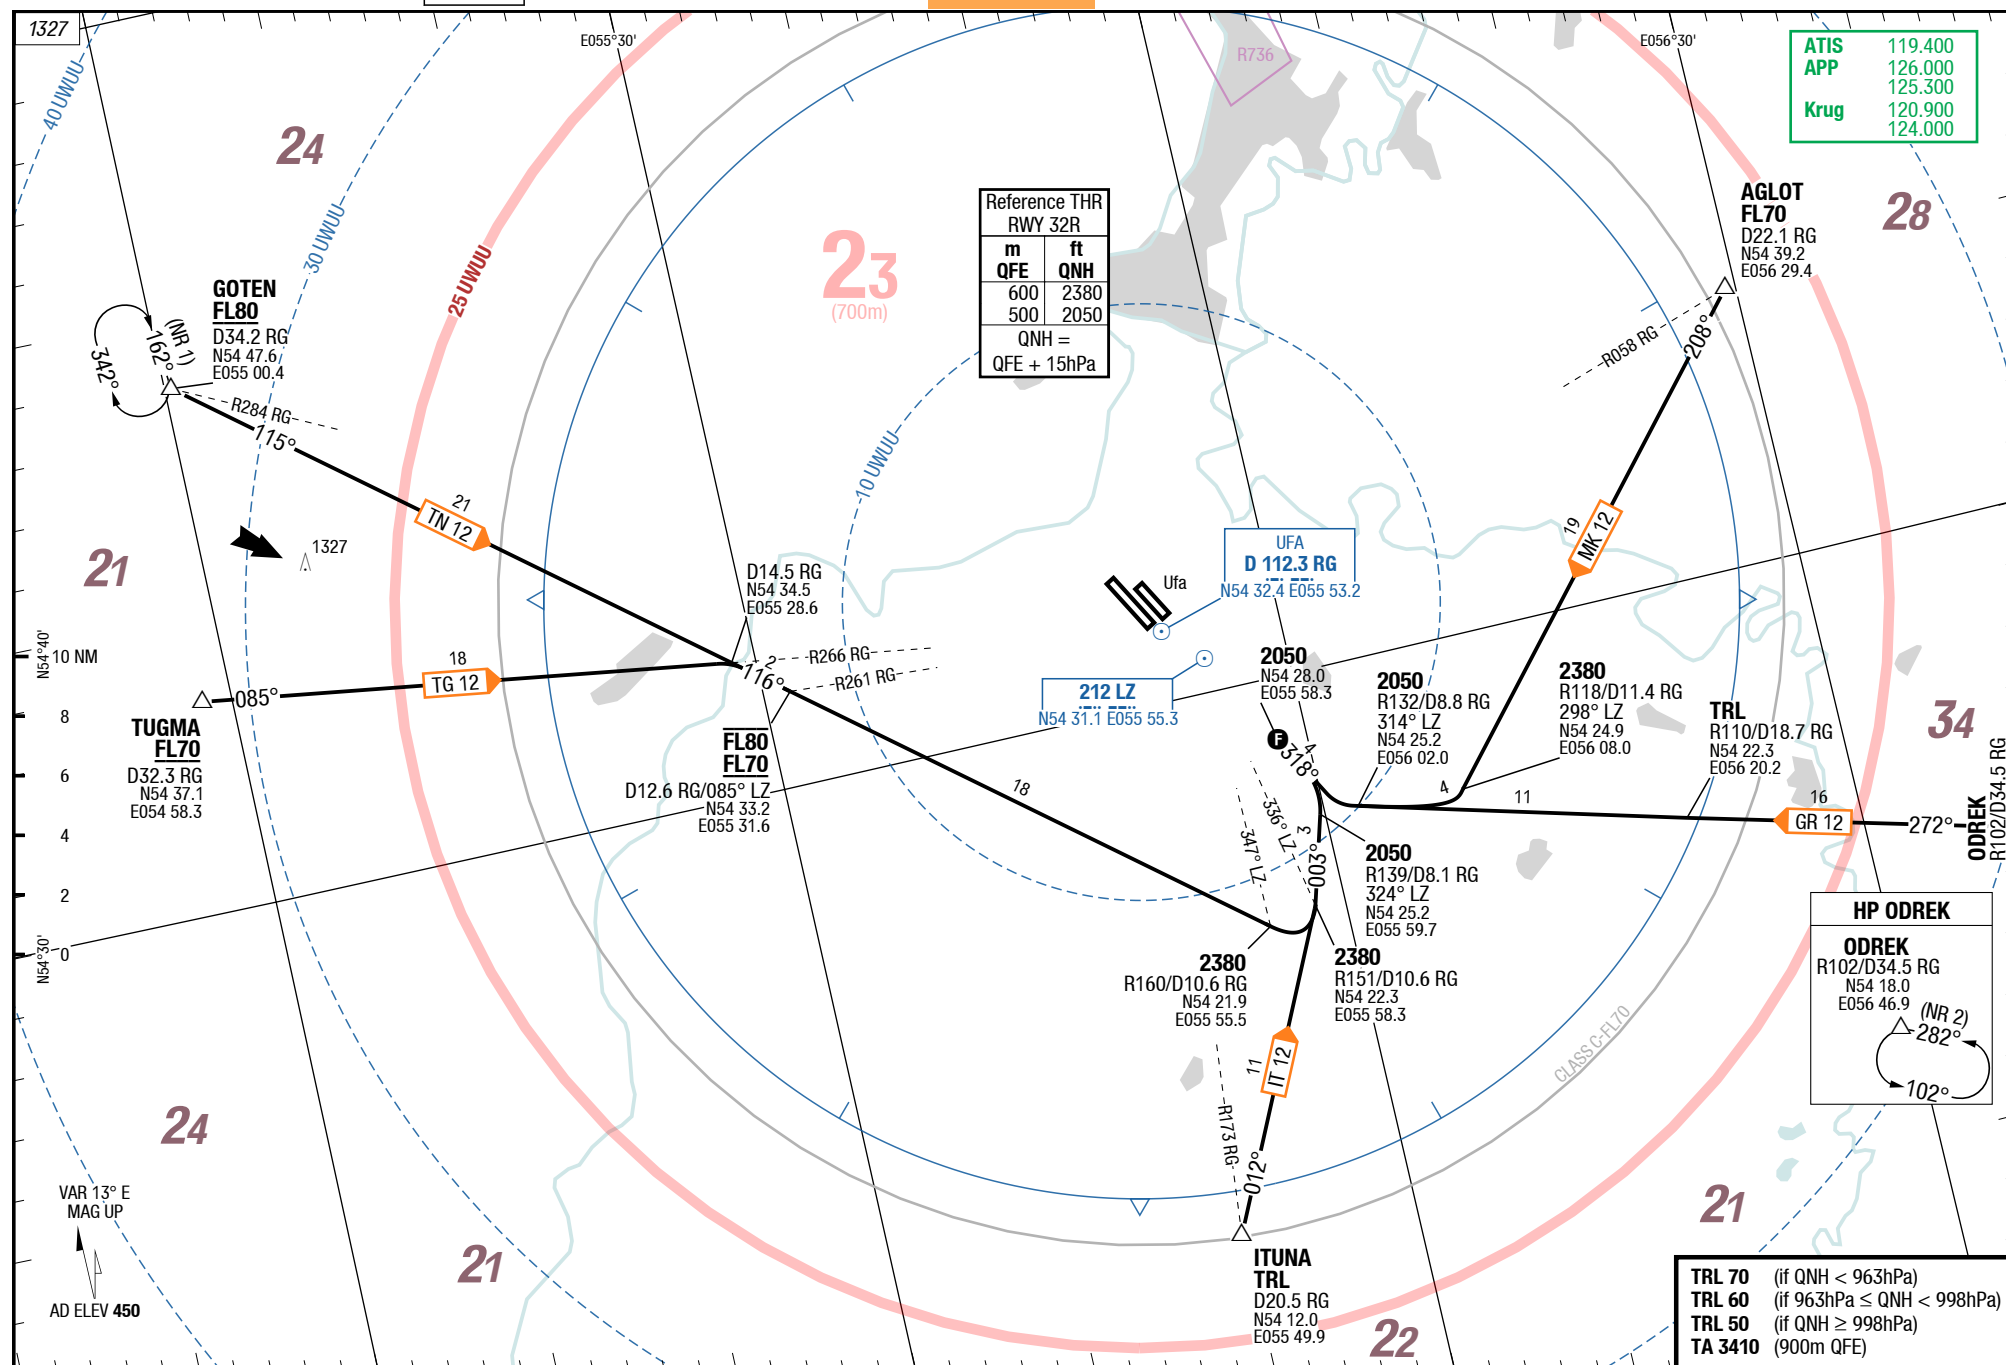 1327
E055°30'
E056°30'
40 UWUU
30 UWUU
25 UWUU
10 UWUU
R736
ATIS 119.400
APP 126.000
125.300
Krug 120.900
124.000
24
23
(700m)
28
Reference THR
RWY 32R
m ft
QFE QNH
600 2380
500 2050
QNH =
QFE + 15hPa
AGLOT
FL70
D22.1 RG
N54 39.2
E056 29.4
R058 RG
208°
19
MK 12
GOTEN
FL80
D34.2 RG
N54 47.6
E055 00.4
(NR 1)
162°
342°
R284 RG
115°
21
TN 12
1327
21
D14.5 RG
N54 34.5
E055 28.6
UFA
D 112.3 RG
N54 32.4 E055 53.2
Ufa
212 LZ
N54 31.1 E055 55.3
N54°40'
10 NM
8
6
4
2
0
N54°30'
18
TG 12
085°
TUGMA
FL70
D32.3 RG
N54 37.1
E054 58.3
2
R266 RG
116°
R261 RG
FL80
FL70
D12.6 RG/085° LZ
N54 33.2
E055 31.6
18
2050
N54 28.0
E055 58.3
F
4
318°
2050
R132/D8.8 RG
314° LZ
N54 25.2
E056 02.0
2380
R118/D11.4 RG
298° LZ
N54 24.9
E056 08.0
TRL
R110/D18.7 RG
N54 22.3
E056 20.2
34
4
11
16
GR 12
272°
ODREK
R102/D34.5 RG
336° LZ
347° LZ
3
003°
2050
R139/D8.1 RG
324° LZ
N54 25.2
E055 59.7
2380
R160/D10.6 RG
N54 21.9
E055 55.5
2380
R151/D10.6 RG
N54 22.3
E055 58.3
HP ODREK
ODREK
R102/D34.5 RG
N54 18.0
E056 46.9
(NR 2)
282°
102°
CLASS C-FL70
11
IT 12
R173 RG
012°
24
21
21
22
VAR 13° E
MAG UP
AD ELEV 450
ITUNA
TRL
D20.5 RG
N54 12.0
E055 49.9
TRL 70 (if QNH < 963hPa)
TRL 60 (if 963hPa ≤ QNH < 998hPa)
TRL 50 (if QNH ≥ 998hPa)
TA 3410 (900m QFE)